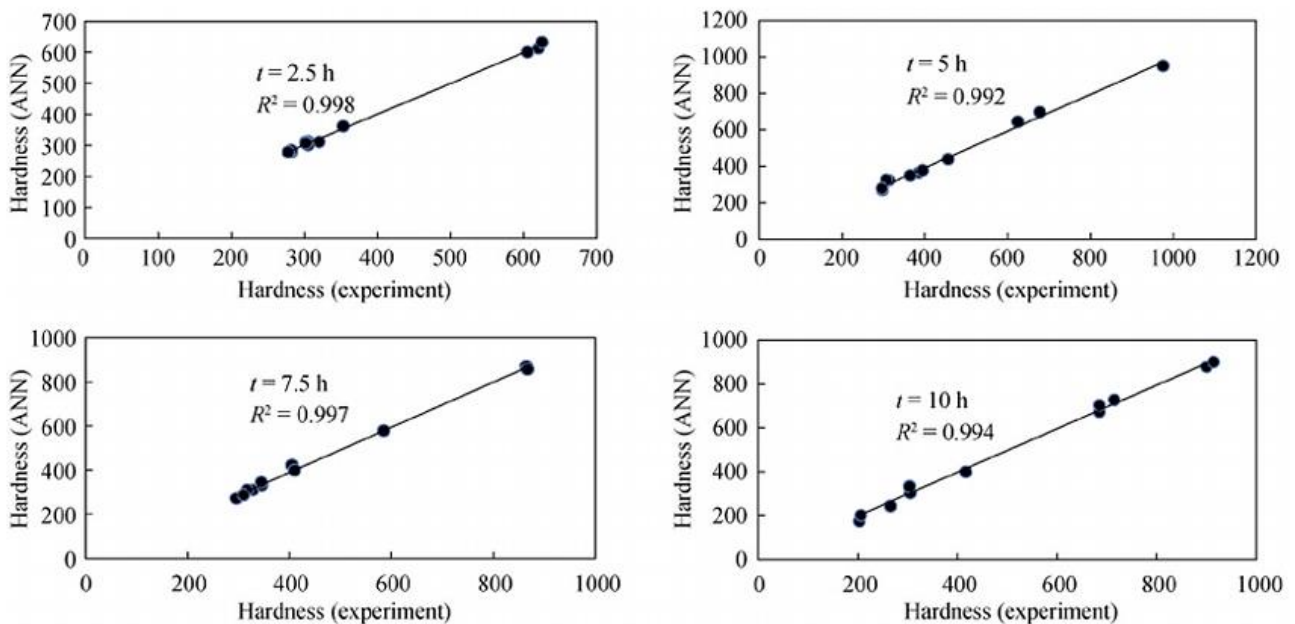 700
600
500
400
300
200
100
0
Hardness (ANN)
t = 2.5 h
R² = 0.998
0 100 200 300 400 500 600 700
Hardness (experiment)
1200
1000
800
600
400
200
0
Hardness (ANN)
t = 5 h
R² = 0.992
0 200 400 600 800 1000 1200
Hardness (experiment)
1000
800
600
400
200
0
Hardness (ANN)
t = 7.5 h
R² = 0.997
0 200 400 600 800 1000
Hardness (experiment)
1000
800
600
400
200
0
Hardness (ANN)
t = 10 h
R² = 0.994
0 200 400 600 800 1000
Hardness (experiment)